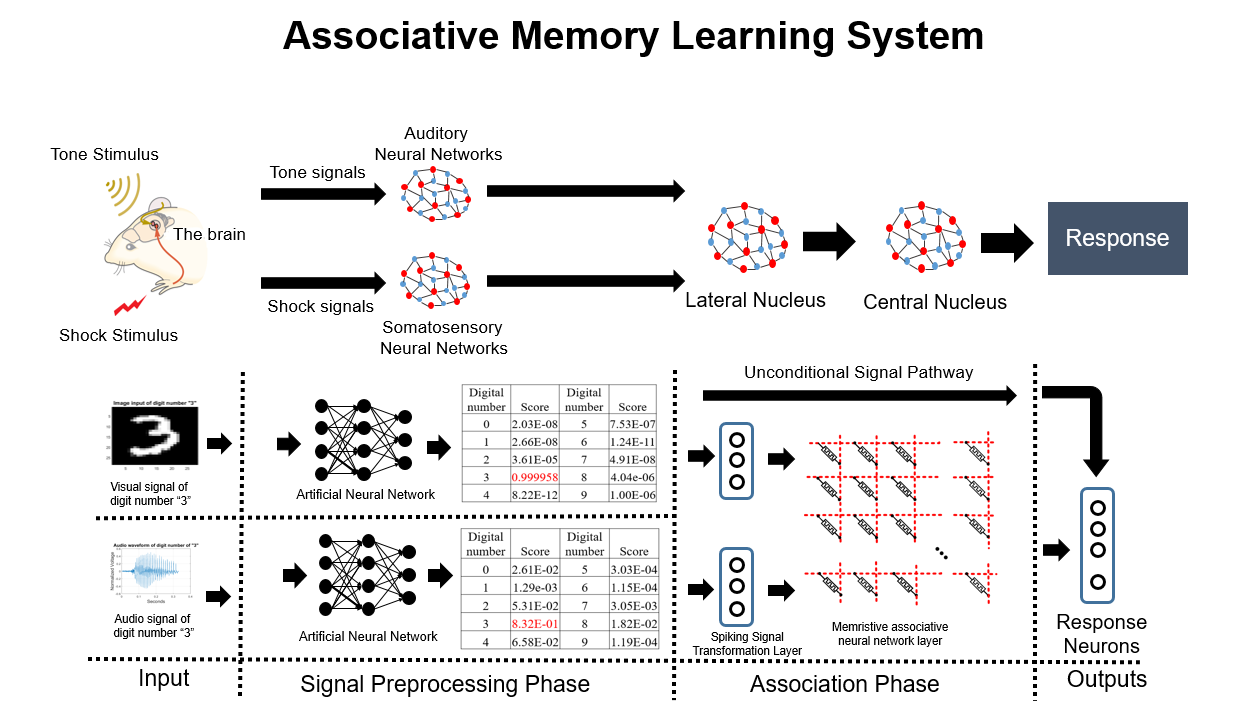 Associative Memory Learning System
Tone Stimulus
The brain
Shock Stimulus
Tone signals
Shock signals
Auditory
Neural Networks
Somatosensory
Neural Networks
Lateral Nucleus
Central Nucleus
Response
Image input of digit number "3"
Visual signal of
digit number “3”
Artificial Neural Network
Digital number Score Digital number Score
0 2.03E-08 5 7.53E-07
1 2.66E-08 6 1.24E-11
2 3.61E-05 7 4.91E-08
3 0.999958 8 4.04e-06
4 8.22E-12 9 1.00E-06
Unconditional Signal Pathway
Audio waveform of digit number of "3"
Normalized Voltage
Seconds
Audio signal of
digit number “3”
Artificial Neural Network
Digital number Score Digital number Score
0 2.61E-02 5 3.03E-04
1 1.29e-03 6 1.15E-04
2 5.31E-02 7 3.05E-03
3 8.32E-01 8 1.82E-02
4 6.58E-02 9 1.19E-04
Spiking Signal
Transformation Layer
Memristive associative
neural network layer
Response
Neurons
Input
Signal Preprocessing Phase
Association Phase
Outputs